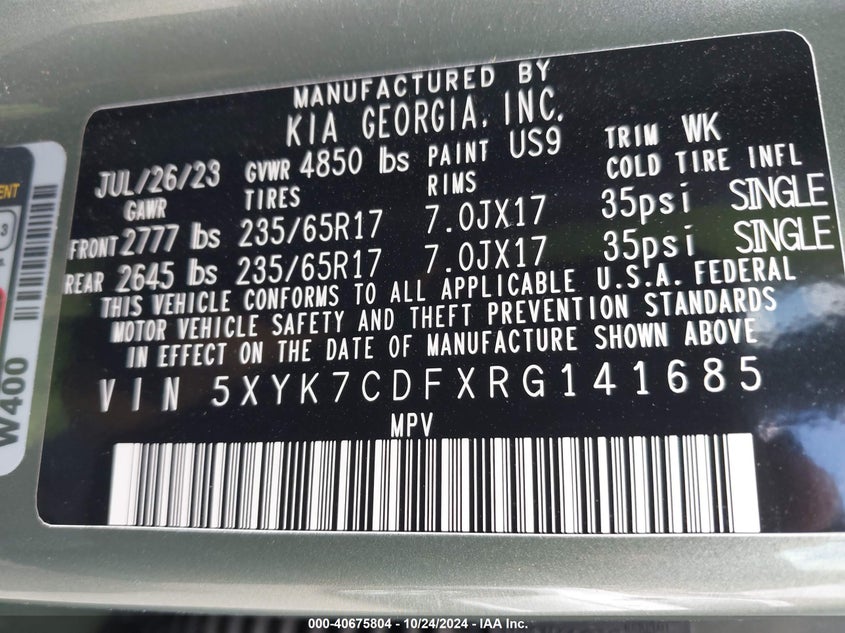 MANUFACTURED BY
KIA GEORGIA, INC.
JUL/26/23 GVWR 4850 lbs PAINT US9 TRIM WK
GAWR TIRES RIMS COLD TIRE INFL
FRONT 2777 lbs 235/65R17 7.0JX17 35psi SINGLE
REAR 2645 lbs 235/65R17 7.0JX17 35psi SINGLE
THIS VEHICLE CONFORMS TO ALL APPLICABLE U.S.A. FEDERAL
MOTOR VEHICLE SAFETY AND THEFT PREVENTION STANDARDS
IN EFFECT ON THE DATE OF MANUFACTURE SHOWN ABOVE
VIN 5XYK7CDFXRG141685
MPV
W400
000-40675804 - 10/24/2024 - IAA Inc.